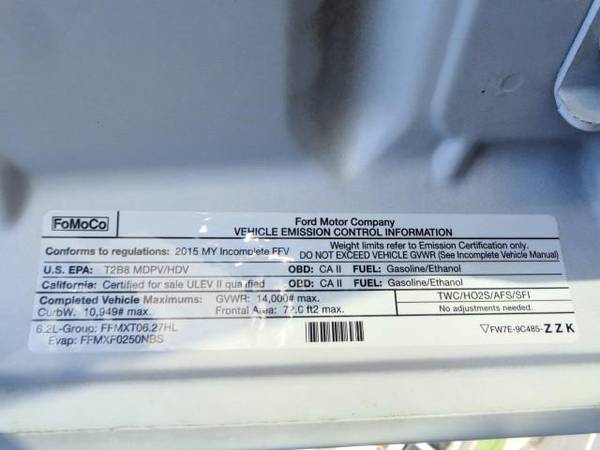 FoMoCo
Ford Motor Company
VEHICLE EMISSION CONTROL INFORMATION
Conforms to regulations: 2015 MY Incomplete FFV
Weight limits refer to Emission Certification only.
DO NOT EXCEED VEHICLE GVWR (See Incomplete Vehicle Manual)
U.S. EPA: T2B8 MDPV/HDV OBD: CA II FUEL: Gasoline/Ethanol
California: Certified for sale ULEV II qualified OBD: CA II FUEL: Gasoline/Ethanol
Completed Vehicle Maximums: GVWR: 14,000# max.
CurbW: 10,949# max. Frontal Area: 72.0 ft2 max.
TWC/HO2S/AFS/SFI
No adjustments needed.
6.2L-Group: FFMXT06.27HL
Evap: FFMXF0250NBS
FW7E-9C485-ZZK